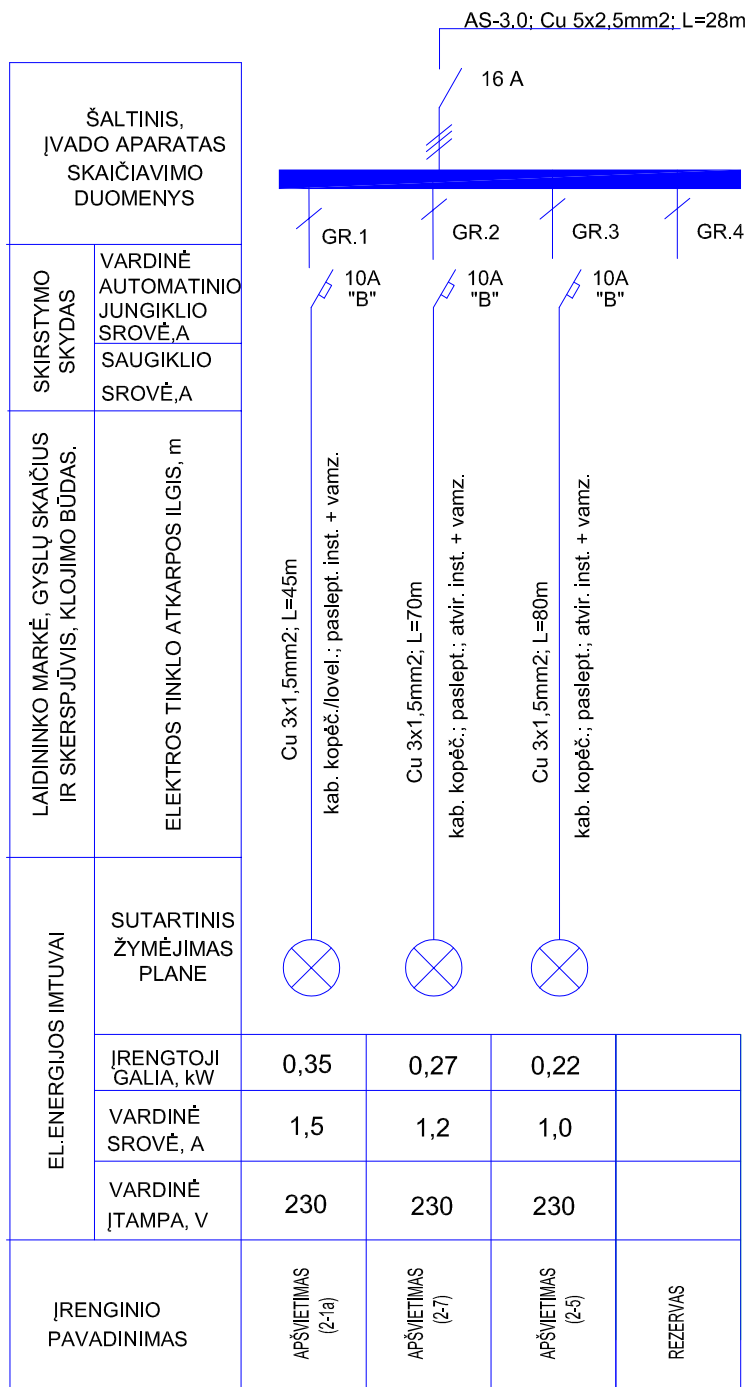 AS-3,0; Cu 5x2,5mm2; L=28m
16 A
ŠALTINIS,
ĮVADO APARATAS
SKAIČIAVIMO
DUOMENYS
GR.1
GR.2
GR.3
GR.4
SKIRSTYMO
SKYDAS
VARDINĖ
AUTOMATINIO
JUNGIKLIO
SROVĖ,A
10A
"B"
10A
"B"
10A
"B"
SAUGIKLIO
SROVĖ,A
LAIDININKO MARKĖ, GYSLŲ SKAIČIUS
IR SKERSPJŪVIS, KLOJIMO BŪDAS.
ELEKTROS TINKLO ATKARPOS ILGIS, m
Cu 3x1,5mm2; L=45m
kab. kopėč./lovel.; paslept. inst. + vamz.
Cu 3x1,5mm2; L=70m
kab. kopėč.; paslept.; atvir. inst. + vamz.
Cu 3x1,5mm2; L=80m
kab. kopėč.; paslept.; atvir. inst. + vamz.
EL.ENERGIJOS IMTUVAI
SUTARTINIS
ŽYMĖJIMAS
PLANE
ĮRENGTOJI
GALIA, kW
0,35
0,27
0,22
VARDINĖ
SROVĖ, A
1,5
1,2
1,0
VARDINĖ
ĮTAMPA, V
230
230
230
ĮRENGINIO
PAVADINIMAS
APŠVIETIMAS
(2-1a)
APŠVIETIMAS
(2-7)
APŠVIETIMAS
(2-5)
REZERVAS